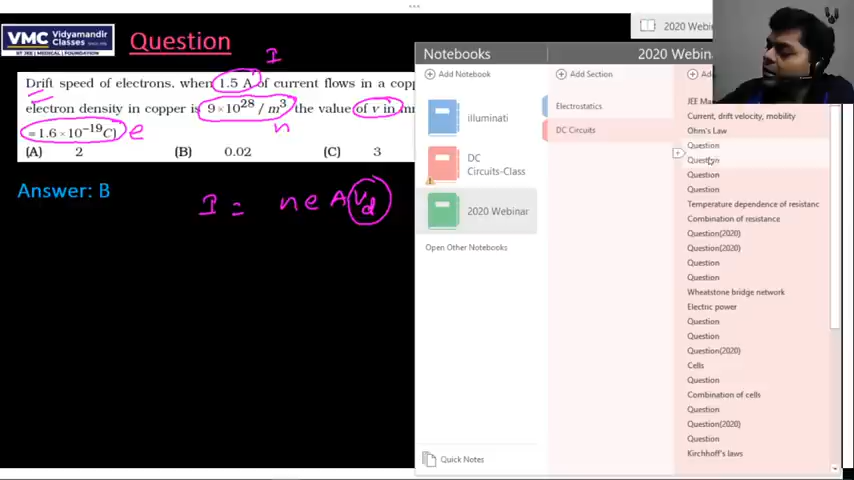 VMC Vidyamandir Classes
IIT JEE | MEDICAL | FOUNDATION
Question
2020 Webinar
I
Drift speed of electrons, when 1.5 A of current flows in a copp
electron density in copper is 9×10^28 / m^3 the value of v in mm
n
= 1.6×10^-19 C] e
(A) 2 (B) 0.02 (C) 3
Answer: B
I = n e A Vd
Notebooks
Add Notebook
illuminati
DC Circuits-Class
2020 Webinar
Open Other Notebooks
Quick Notes
2020 Webin
Add Section
Electrostatics
DC Circuits
Current, drift velocity, mobility
Ohm's Law
Question
Question
Question
Question
Temperature dependence of resistanc
Combination of resistance
Question(2020)
Question(2020)
Question
Question
Wheatstone bridge network
Electric power
Question
Question
Question(2020)
Cells
Question
Combination of cells
Question
Question(2020)
Question
Kirchhoff's laws